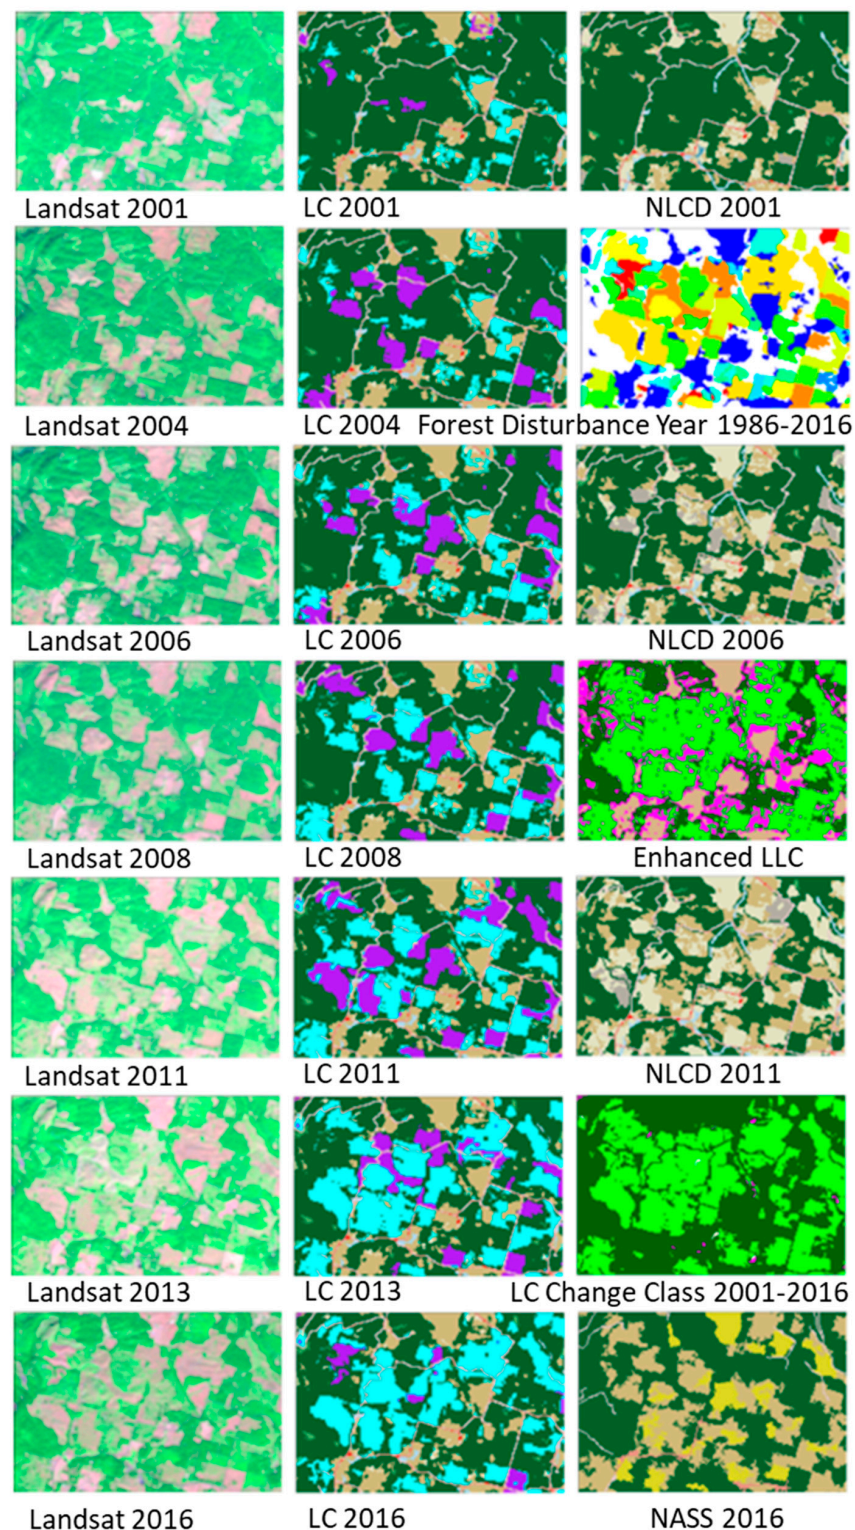 Landsat 2001 LC 2001 NLCD 2001
Landsat 2004 LC 2004 Forest Disturbance Year 1986-2016
Landsat 2006 LC 2006 NLCD 2006
Landsat 2008 LC 2008 Enhanced LLC
Landsat 2011 LC 2011 NLCD 2011
Landsat 2013 LC 2013 LC Change Class 2001-2016
Landsat 2016 LC 2016 NASS 2016